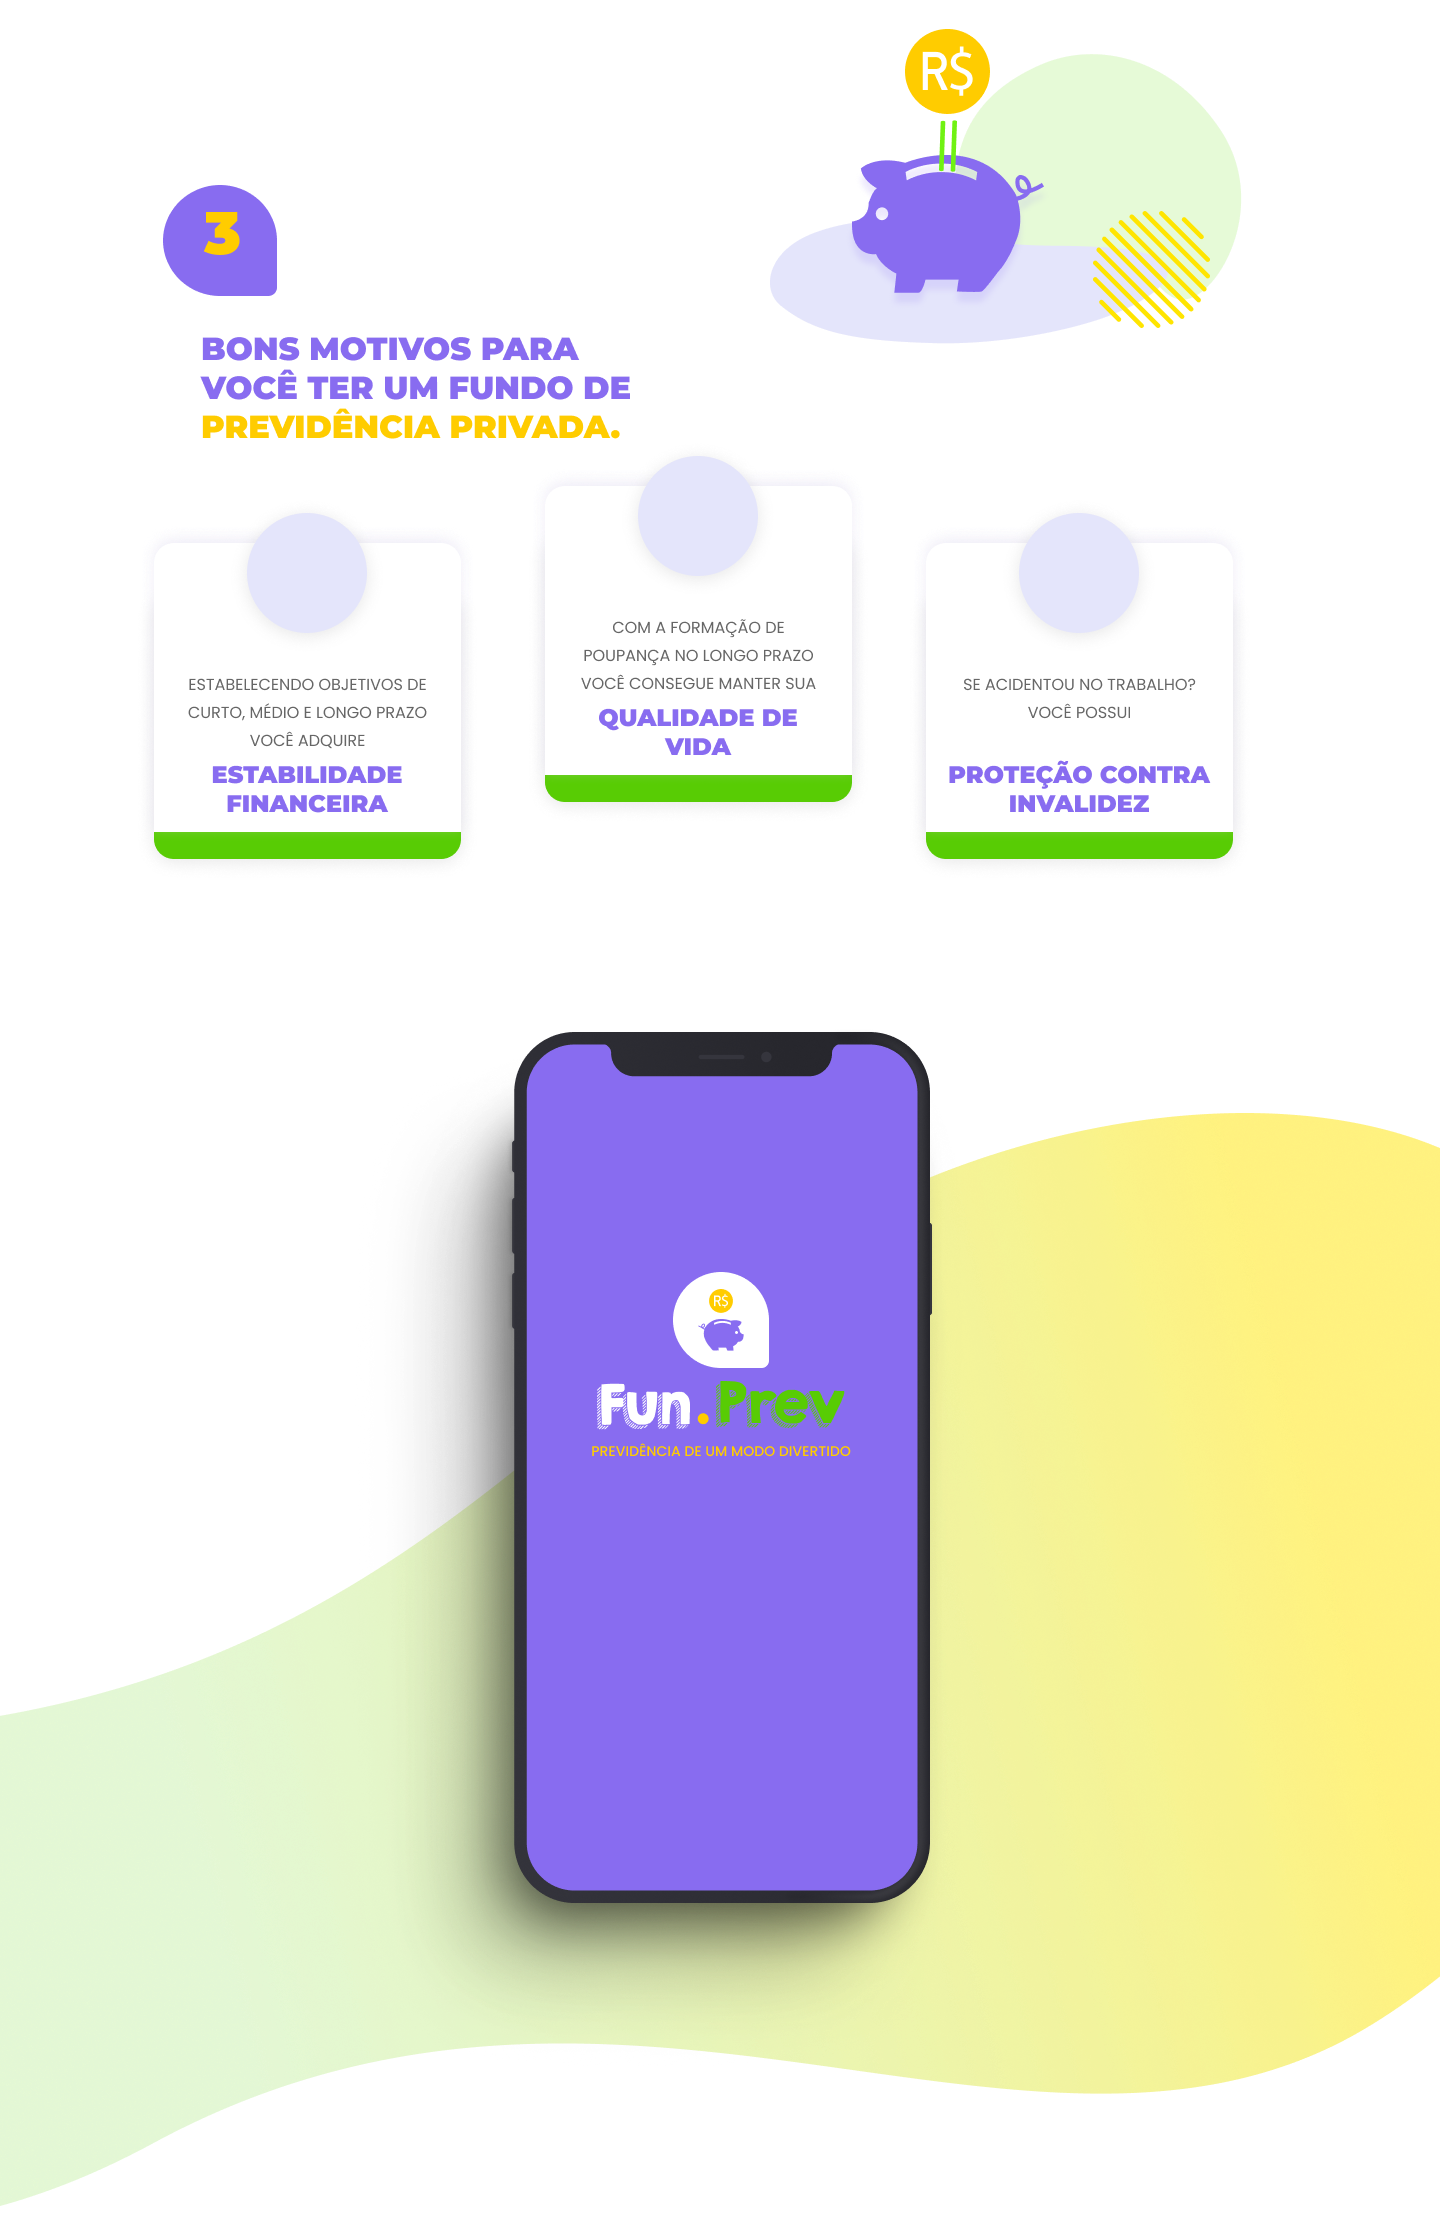 R$
3
BONS MOTIVOS PARA
VOCÊ TER UM FUNDO DE
PREVIDÊNCIA PRIVADA.
ESTABELECENDO OBJETIVOS DE
CURTO, MÉDIO E LONGO PRAZO
VOCÊ ADQUIRE
ESTABILIDADE
FINANCEIRA
COM A FORMAÇÃO DE
POUPANÇA NO LONGO PRAZO
VOCÊ CONSEGUE MANTER SUA
QUALIDADE DE
VIDA
SE ACIDENTOU NO TRABALHO?
VOCÊ POSSUI
PROTEÇÃO CONTRA
INVALIDEZ
R$
Fun.Prev
PREVIDÊNCIA DE UM MODO DIVERTIDO